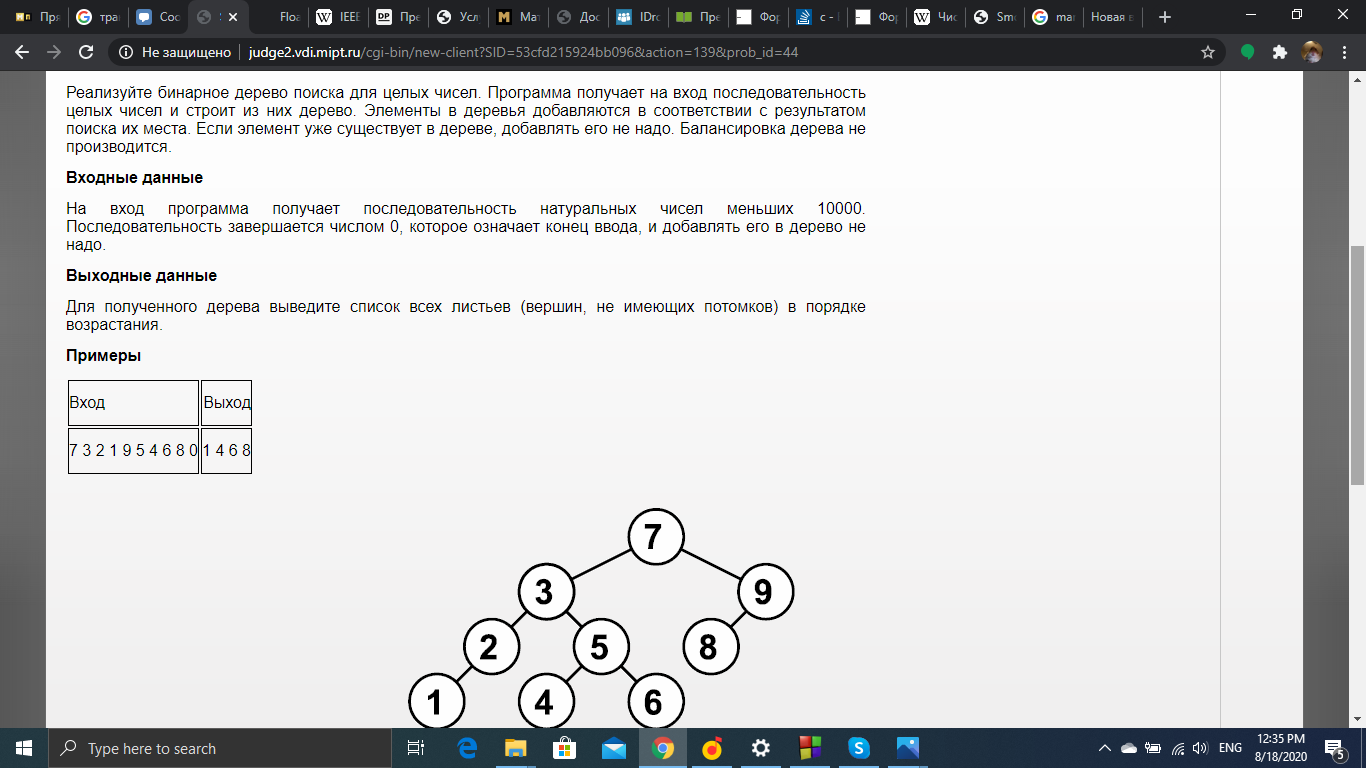 Пря
тра
Сос
Floa
IEEE
Пре
Усл
Мат
Дос
IDro
Пре
Фор
c - l
Фор
Чис
Smo
mai
Новая в
Не защищено
judge2.vdi.mipt.ru/cgi-bin/new-client?SID=53cfd215924bb096&action=139&prob_id=44
Реализуйте бинарное дерево поиска для целых чисел. Программа получает на вход последовательность
целых чисел и строит из них дерево. Элементы в деревья добавляются в соответствии с результатом
поиска их места. Если элемент уже существует в дереве, добавлять его не надо. Балансировка дерева не
производится.
Входные данные
На вход программа получает последовательность натуральных чисел меньших 10000.
Последовательность завершается числом 0, которое означает конец ввода, и добавлять его в дерево не
надо.
Выходные данные
Для полученного дерева выведите список всех листьев (вершин, не имеющих потомков) в порядке
возрастания.
Примеры
Вход Выход
7 3 2 1 9 5 4 6 8 0 1 4 6 8
7
3 9
2 5 8
1 4 6
Type here to search
ENG
12:35 PM
8/18/2020
5